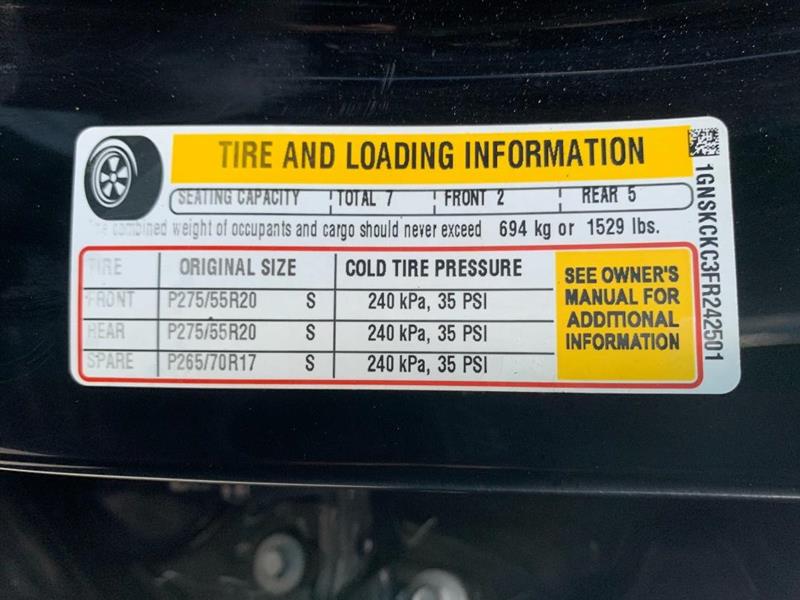 TIRE AND LOADING INFORMATION
SEATING CAPACITY TOTAL 7 FRONT 2 REAR 5
The combined weight of occupants and cargo should never exceed 694 kg or 1529 lbs.
TIRE ORIGINAL SIZE COLD TIRE PRESSURE
FRONT P275/55R20 S 240 kPa, 35 PSI
REAR P275/55R20 S 240 kPa, 35 PSI
SPARE P265/70R17 S 240 kPa, 35 PSI
SEE OWNER'S
MANUAL FOR
ADDITIONAL
INFORMATION
1GNSKCKC3FR242501